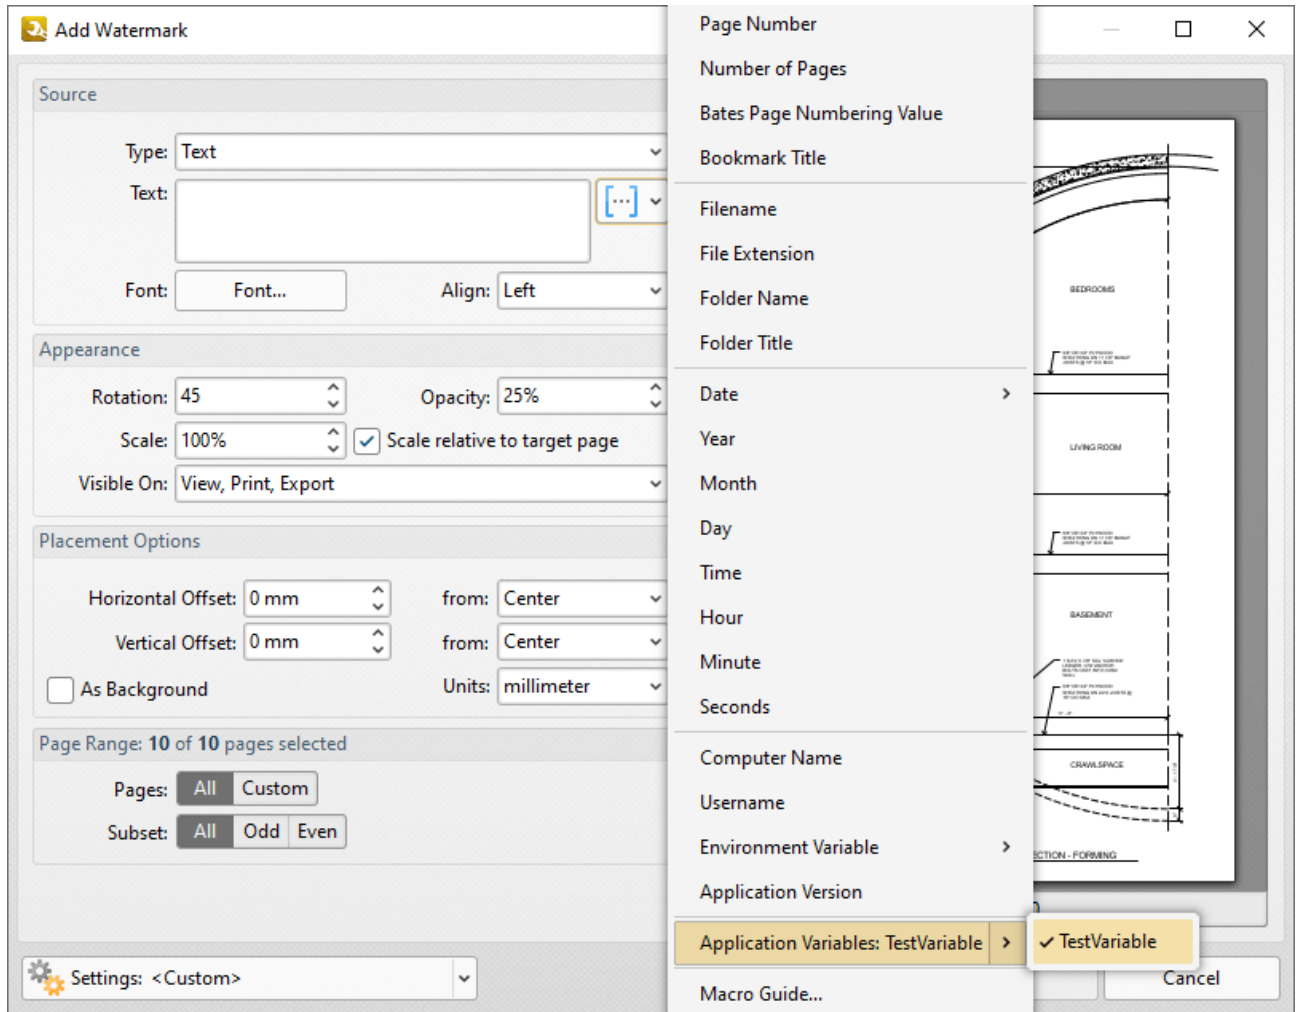 Add Watermark
Source
Type: Text
Text:
Font: Font...
Align: Left
Appearance
Rotation: 45
Opacity: 25%
Scale: 100%
Scale relative to target page
Visible On: View, Print, Export
Placement Options
Horizontal Offset: 0 mm
from: Center
Vertical Offset: 0 mm
from: Center
As Background
Units: millimeter
Page Range: 10 of 10 pages selected
Pages: All Custom
Subset: All Odd Even
Settings: <Custom>
Page Number
Number of Pages
Bates Page Numbering Value
Bookmark Title
Filename
File Extension
Folder Name
Folder Title
Date
Year
Month
Day
Time
Hour
Minute
Seconds
Computer Name
Username
Environment Variable
Application Version
Application Variables: TestVariable
TestVariable
Macro Guide...
BEDROOMS
LIVING ROOM
BASEMENT
CRAWLSPACE
ECTION - FORMING
Cancel